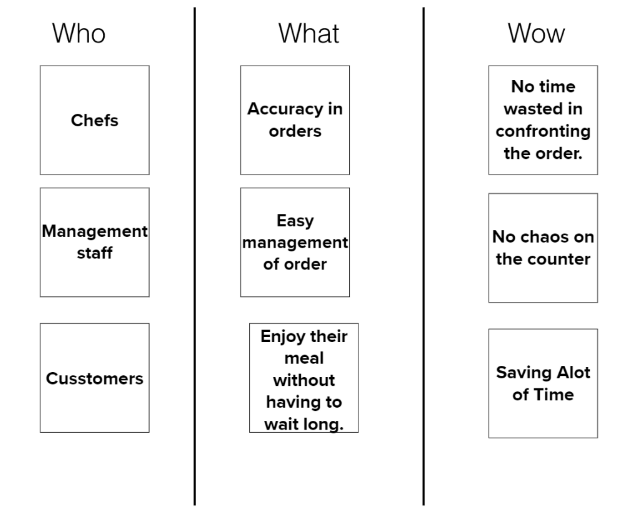 Who
What
Wow
Chefs
Accuracy in
orders
No time
wasted in
confronting
the order.
Management
staff
Easy
management
of order
No chaos on
the counter
Cusstomers
Enjoy their
meal
without
having to
wait long.
Saving Alot
of Time